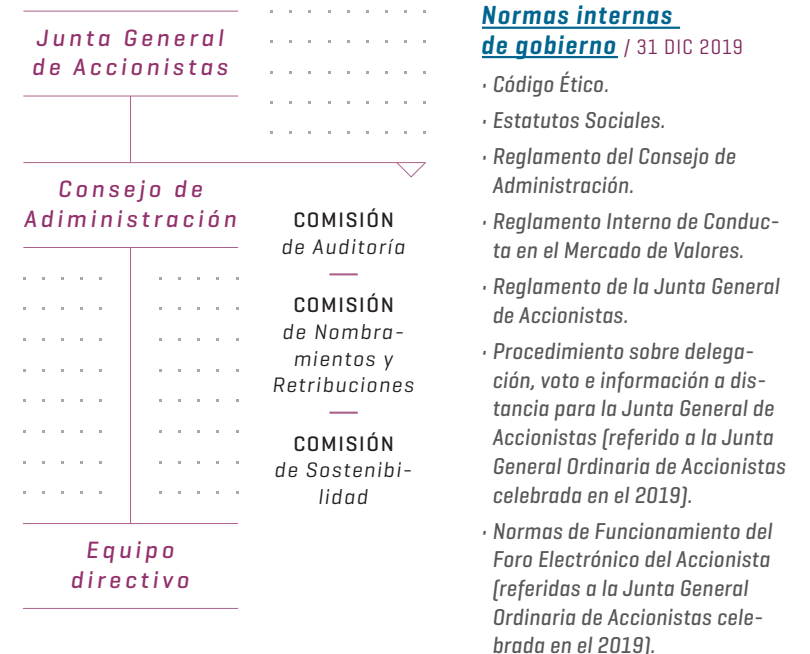 Junta General
de Accionistas
Consejo de
Adiministración
COMISIÓN
de Auditoría
COMISIÓN
de Nombra-
mientos y
Retribuciones
COMISIÓN
de Sostenibi-
lidad
Equipo
directivo
Normas internas
de gobierno / 31 DIC 2019
· Código Ético.
· Estatutos Sociales.
· Reglamento del Consejo de
Administración.
· Reglamento Interno de Conduc-
ta en el Mercado de Valores.
· Reglamento de la Junta General
de Accionistas.
· Procedimiento sobre delega-
ción, voto e información a dis-
tancia para la Junta General de
Accionistas (referido a la Junta
General Ordinaria de Accionistas
celebrada en el 2019).
· Normas de Funcionamiento del
Foro Electrónico del Accionista
(referidas a la Junta General
Ordinaria de Accionistas cele-
brada en el 2019).